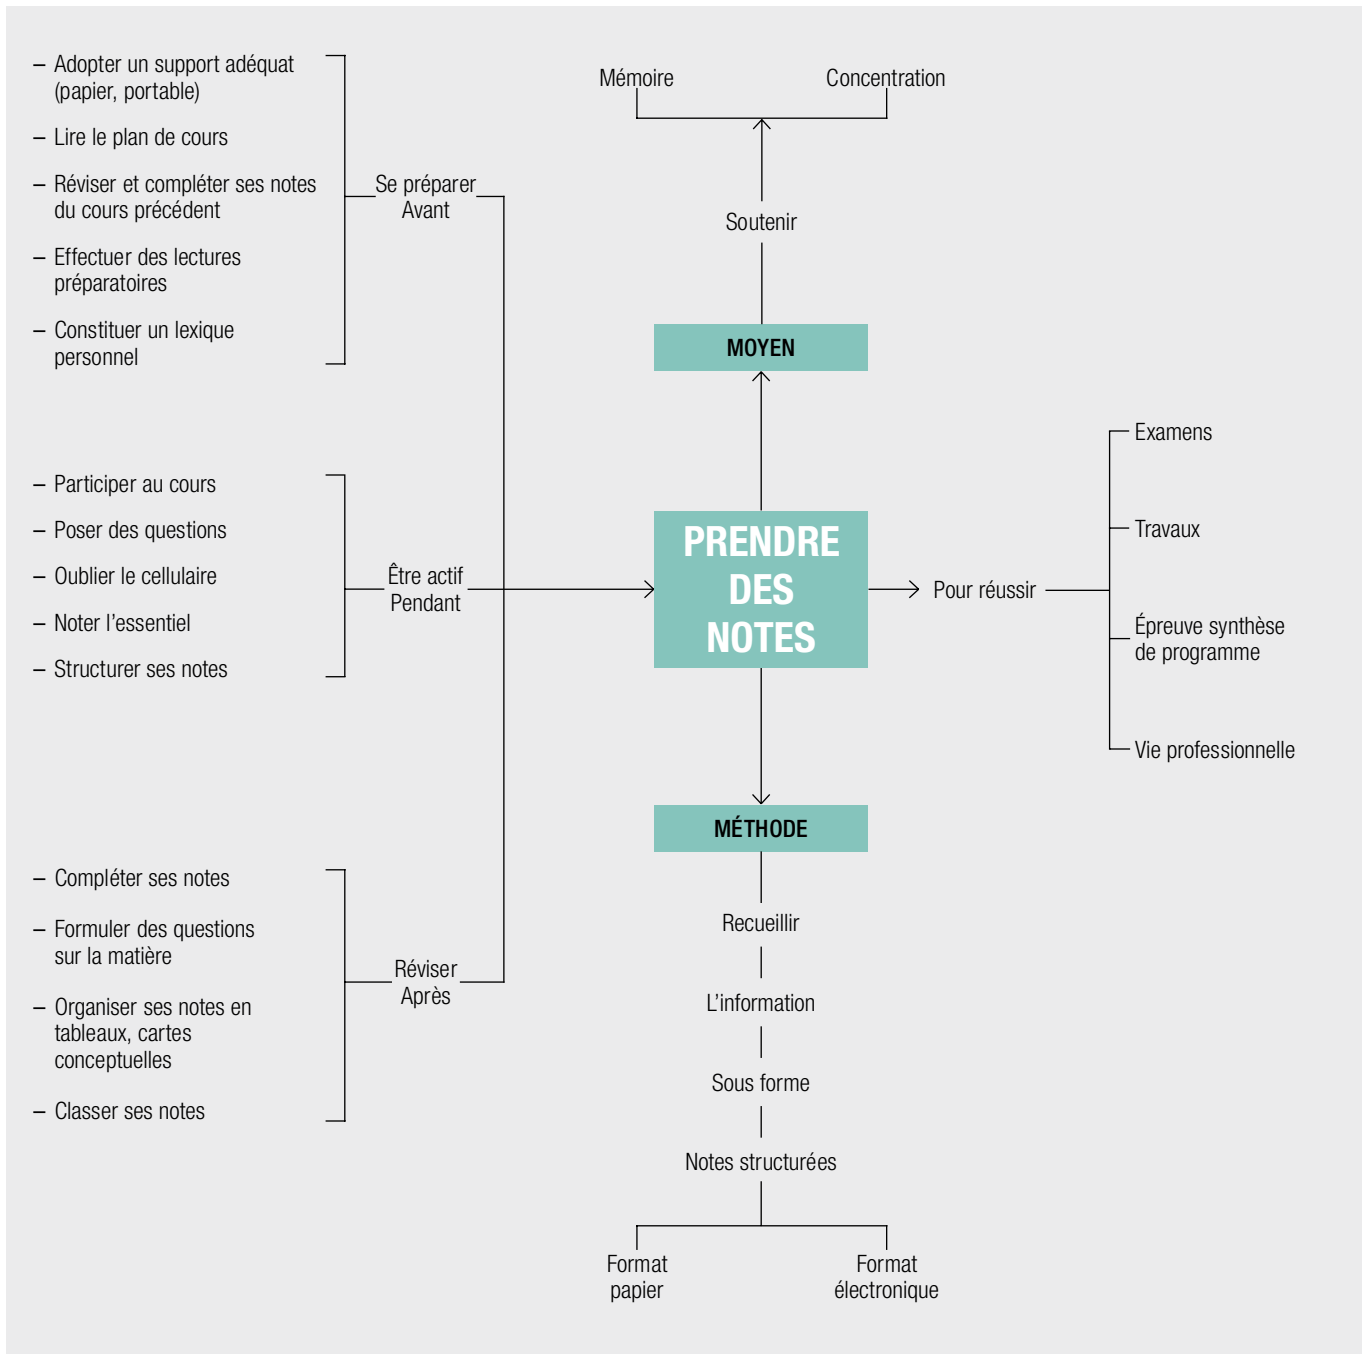 – Adopter un support adéquat
(papier, portable)
– Lire le plan de cours
– Réviser et compléter ses notes
du cours précédent
– Effectuer des lectures
préparatoires
– Constituer un lexique
personnel
Se préparer
Avant
– Participer au cours
– Poser des questions
– Oublier le cellulaire
– Noter l’essentiel
– Structurer ses notes
Être actif
Pendant
– Compléter ses notes
– Formuler des questions
sur la matière
– Organiser ses notes en
tableaux, cartes
conceptuelles
– Classer ses notes
Réviser
Après
Mémoire
Concentration
Soutenir
MOYEN
PRENDRE
DES
NOTES
MÉTHODE
Recueillir
L’information
Sous forme
Notes structurées
Format
papier
Format
électronique
Pour réussir
Examens
Travaux
Épreuve synthèse
de programme
Vie professionnelle